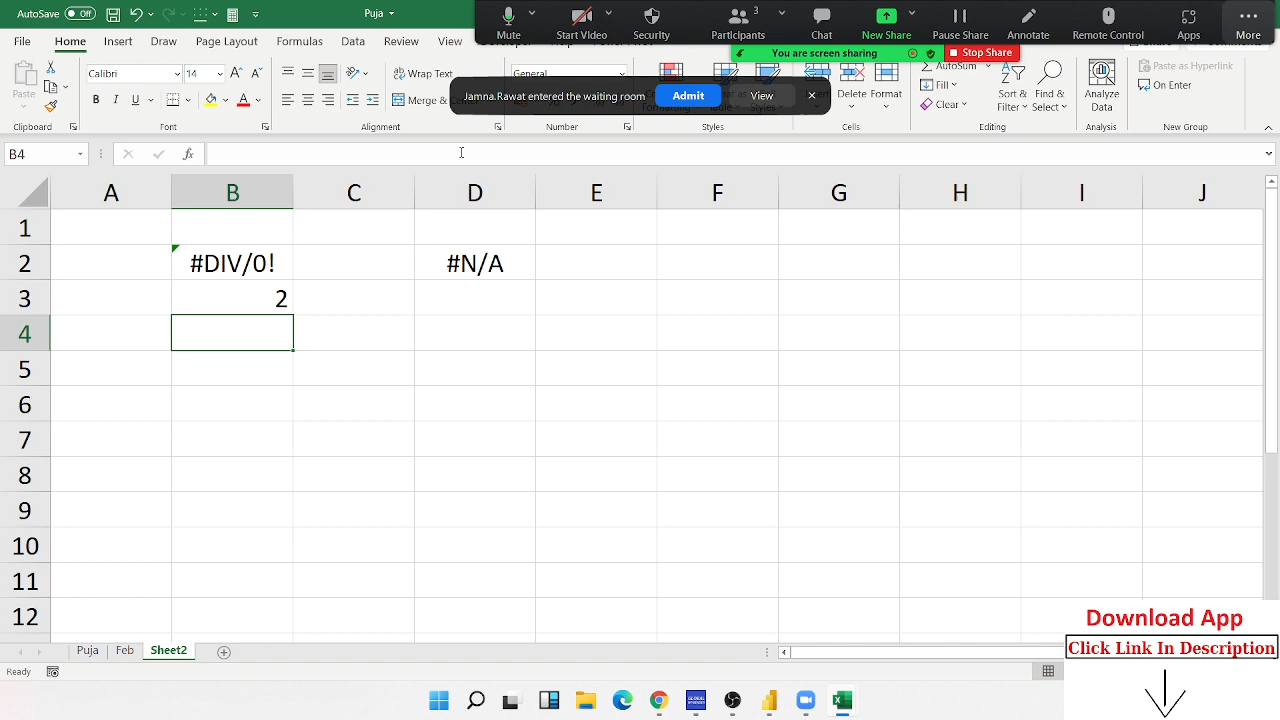 AutoSave Off Puja
Mute Start Video Security Participants 3 Chat New Share Pause Share Annotate Remote Control Apps More
You are screen sharing Stop Share
File Home Insert Draw Page Layout Formulas Data Review View
Jamna.Rawat entered the waiting room Admit View
Paste Calibri 14 Wrap Text General AutoSum Paste as Hyperlink
B I U Merge & Delete Format Fill Clear Sort & Filter Find & Select Analyze Data On Enter
Clipboard Font Alignment Number Styles Cells Editing Analysis New Group
B4 fx
A B C D E F G H I J
1
2 #DIV/0! #N/A
3 2
4
5
6
7
8
9
10
11
12
Download App
Click Link In Description
Puja Feb Sheet2
Ready